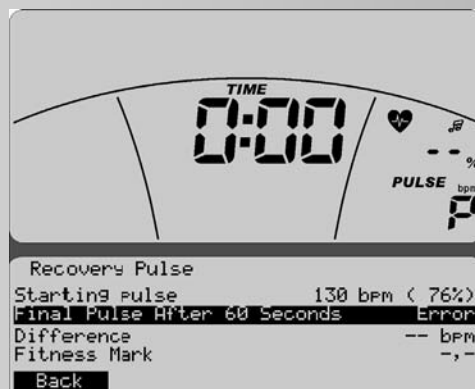 TIME
0:00
-- %
PULSE bpm
P
Recovery Pulse
Starting pulse 130 bpm ( 76%)
Final Pulse After 60 Seconds Error
Difference -- bpm
Fitness Mark -,-
Back